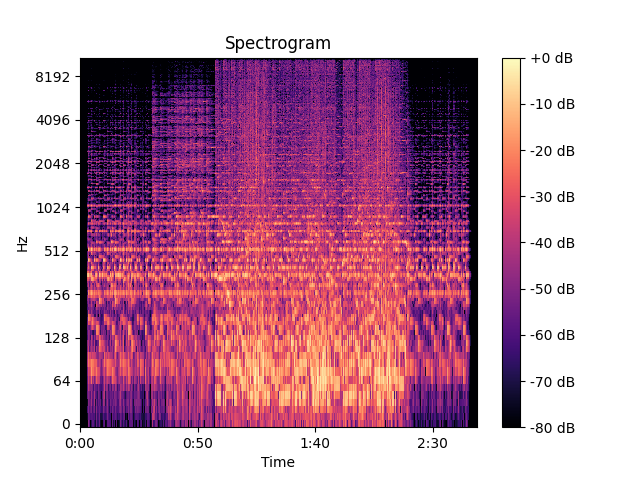 Spectrogram
8192
4096
2048
1024
512
256
128
64
0
Hz
0:00
0:50
1:40
2:30
Time
+0 dB
-10 dB
-20 dB
-30 dB
-40 dB
-50 dB
-60 dB
-70 dB
-80 dB